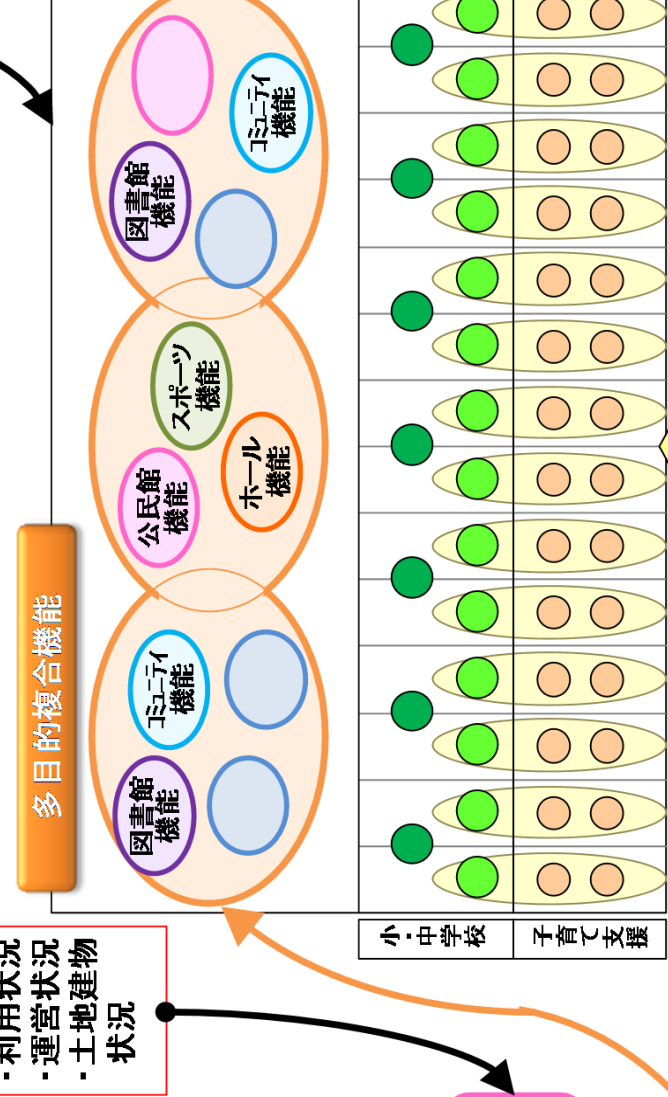 多目的複合機能
図書館
機能
コミュニティ
機能
公民館
機能
スポーツ
機能
ホール
機能
図書館
機能
コミュニティ
機能
小・中学校
子育て支援
・利用状況
・運営状況
・土地建物
状況